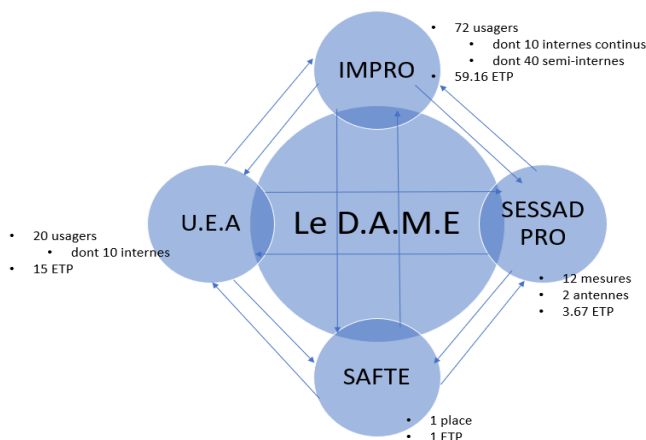 • 72 usagers
• dont 10 internes continus
• dont 40 semi-internes
• 59.16 ETP
IMPRO
U.E.A
Le D.A.M.E
SESSAD
PRO
• 20 usagers
• dont 10 internes
• 15 ETP
• 12 mesures
• 2 antennes
• 3.67 ETP
SAFTE
• 1 place
• 1 ETP